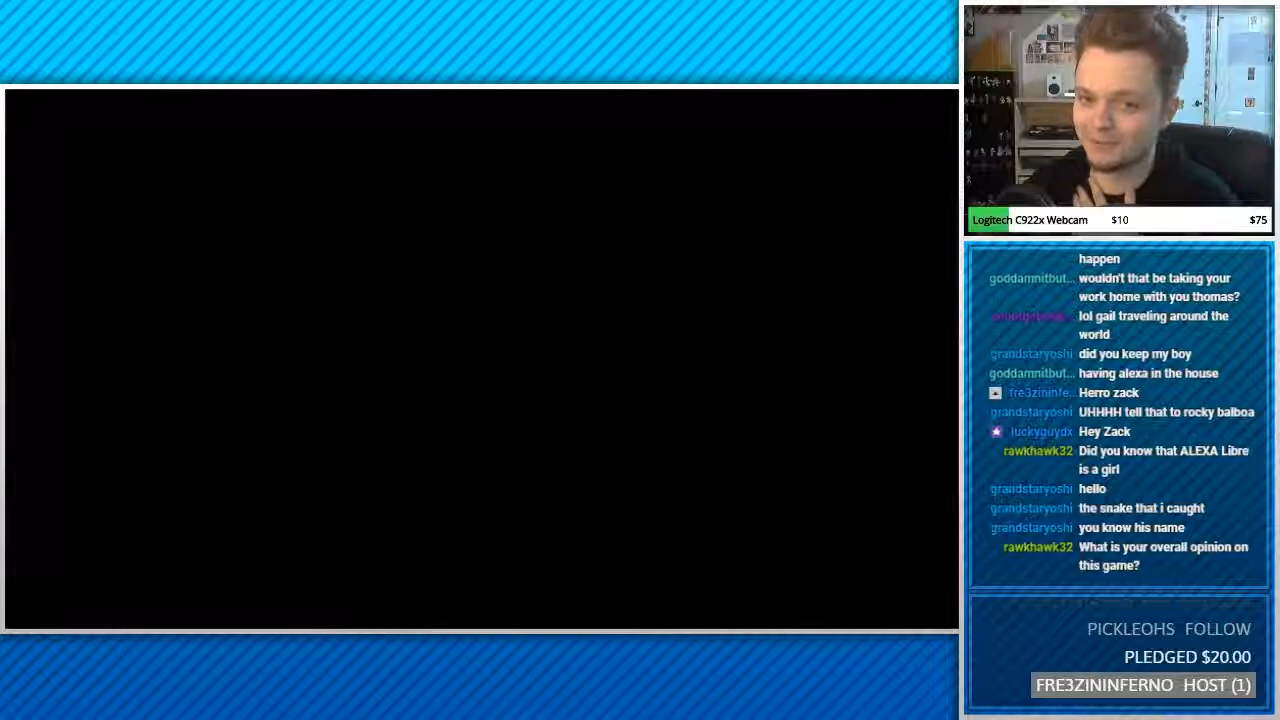 Logitech C922x Webcam $10 $75
happen
goddamnitbut... wouldn't that be taking your
work home with you thomas?
lol gail traveling around the
world
grandstaryoshi did you keep my boy
goddamnitbut... having alexa in the house
fre3zininfe... Herro zack
grandstaryoshi UHHHH tell that to rocky balboa
luckyguydx Hey Zack
rawkhawk32 Did you know that ALEXA Libre
is a girl
grandstaryoshi hello
grandstaryoshi the snake that i caught
grandstaryoshi you know his name
rawkhawk32 What is your overall opinion on
this game?
PICKLEOHS FOLLOW
PLEDGED $20.00
FRE3ZININFERNO HOST (1)